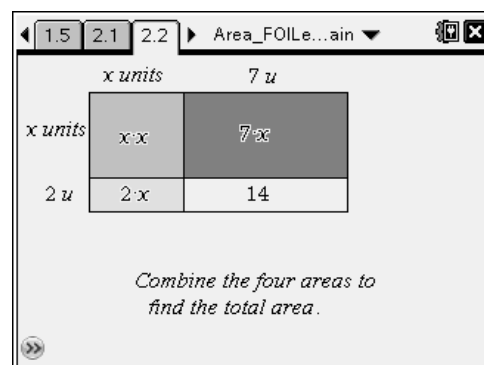 1.5 2.1 2.2 Area_FOILe...ain
x units 7 u
x units x·x 7·x
2 u 2·x 14
Combine the four areas to
find the total area.